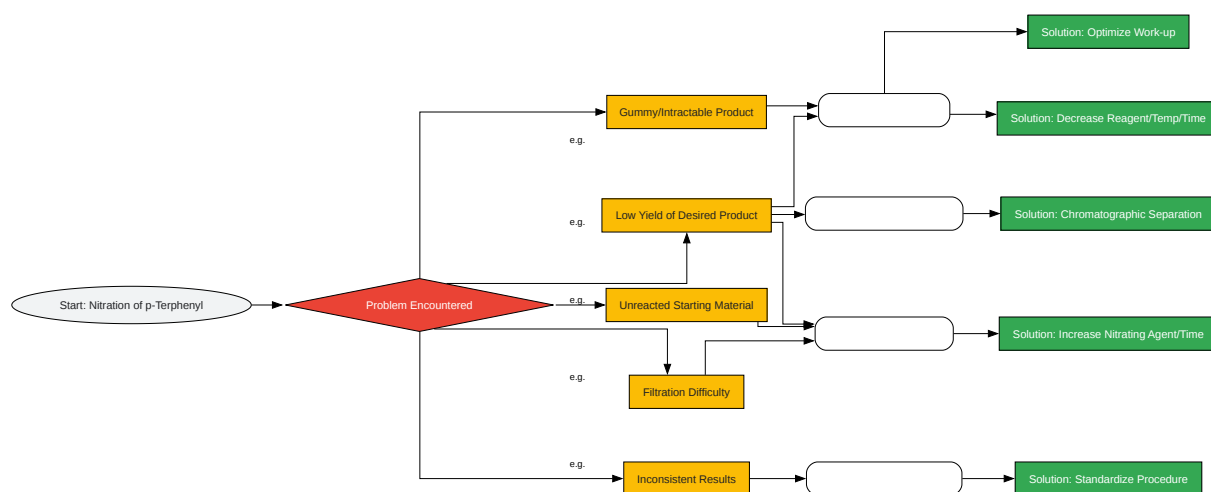 Solution: Optimize Work-up
Gummy/Intractable Product
Solution: Decrease Reagent/Temp/Time
e.g.
Low Yield of Desired Product
Solution: Chromatographic Separation
e.g.
Start: Nitration of p-Terphenyl
Problem Encountered
e.g.
Unreacted Starting Material
Solution: Increase Nitrating Agent/Time
e.g.
Filtration Difficulty
e.g.
Inconsistent Results
Solution: Standardize Procedure